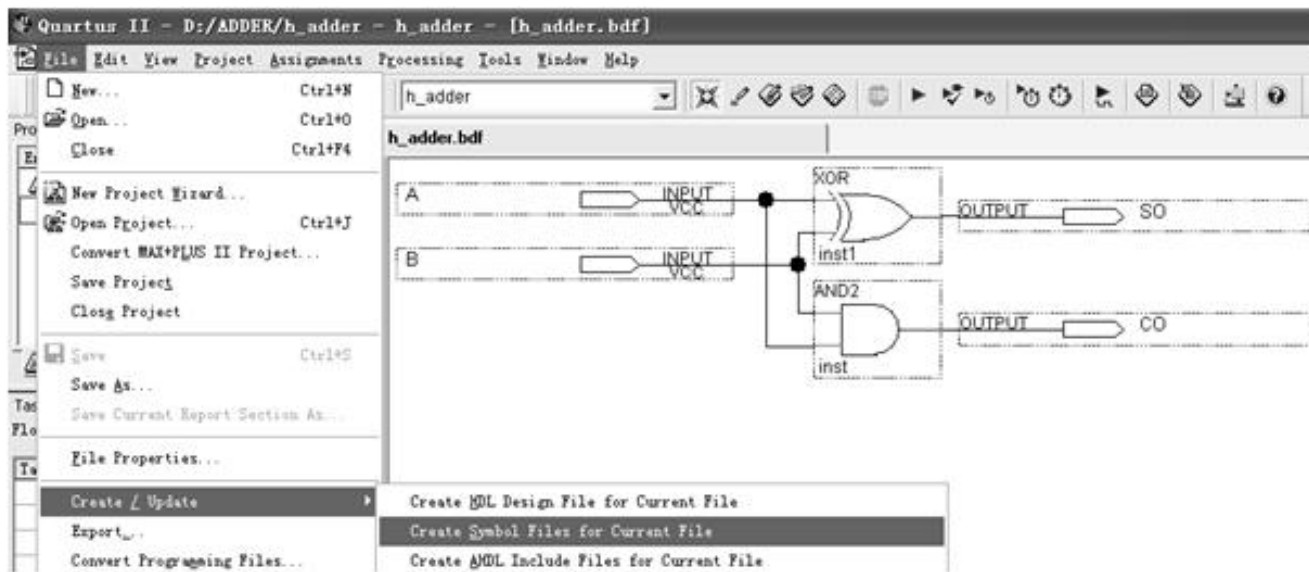 Quartus II - D:/ADDER/h_adder - h_adder - [h_adder.bdf]
File Edit View Project Assignments Processing Tools Window Help
New... Ctrl+N
h_adder
Open... Ctrl+O
Close Ctrl+F4
h_adder.bdf
New Project Wizard...
Open Project... Ctrl+J
Convert MAX+PLUS II Project...
Save Project
Close Project
Save Ctrl+S
Save As...
Save Current Report Section As...
File Properties...
Create / Update
Export...
Convert Programming Files...
Create HDL Design File for Current File
Create Symbol Files for Current File
Create AHDL Include Files for Current File
Pro
Tas
Flo
A
INPUT
VCC
B
INPUT
VCC
XOR
inst1
OUTPUT
SO
AND2
inst
OUTPUT
CO